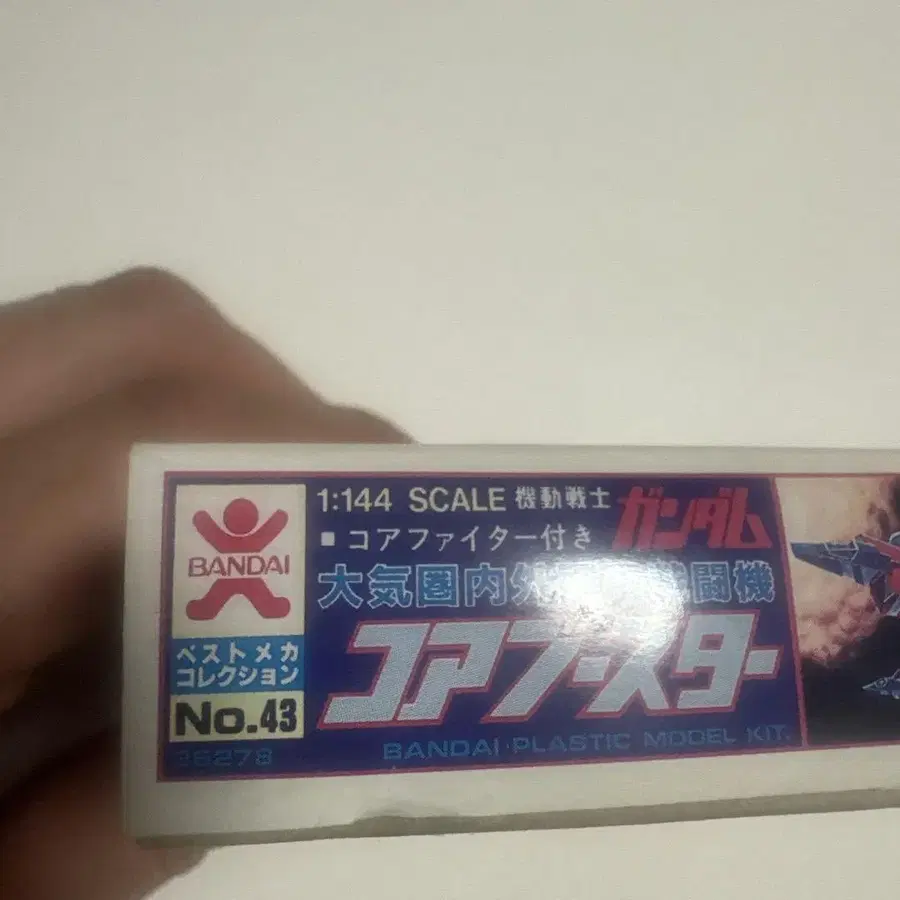 BANDAI
ベストメカ
コレクション
No.43
36278
1:144 SCALE 機動戦士 ガンダム
■ コアファイター付き
大気圏内外 闘機
コアブースター
BANDAI·PLASTIC MODEL KIT.